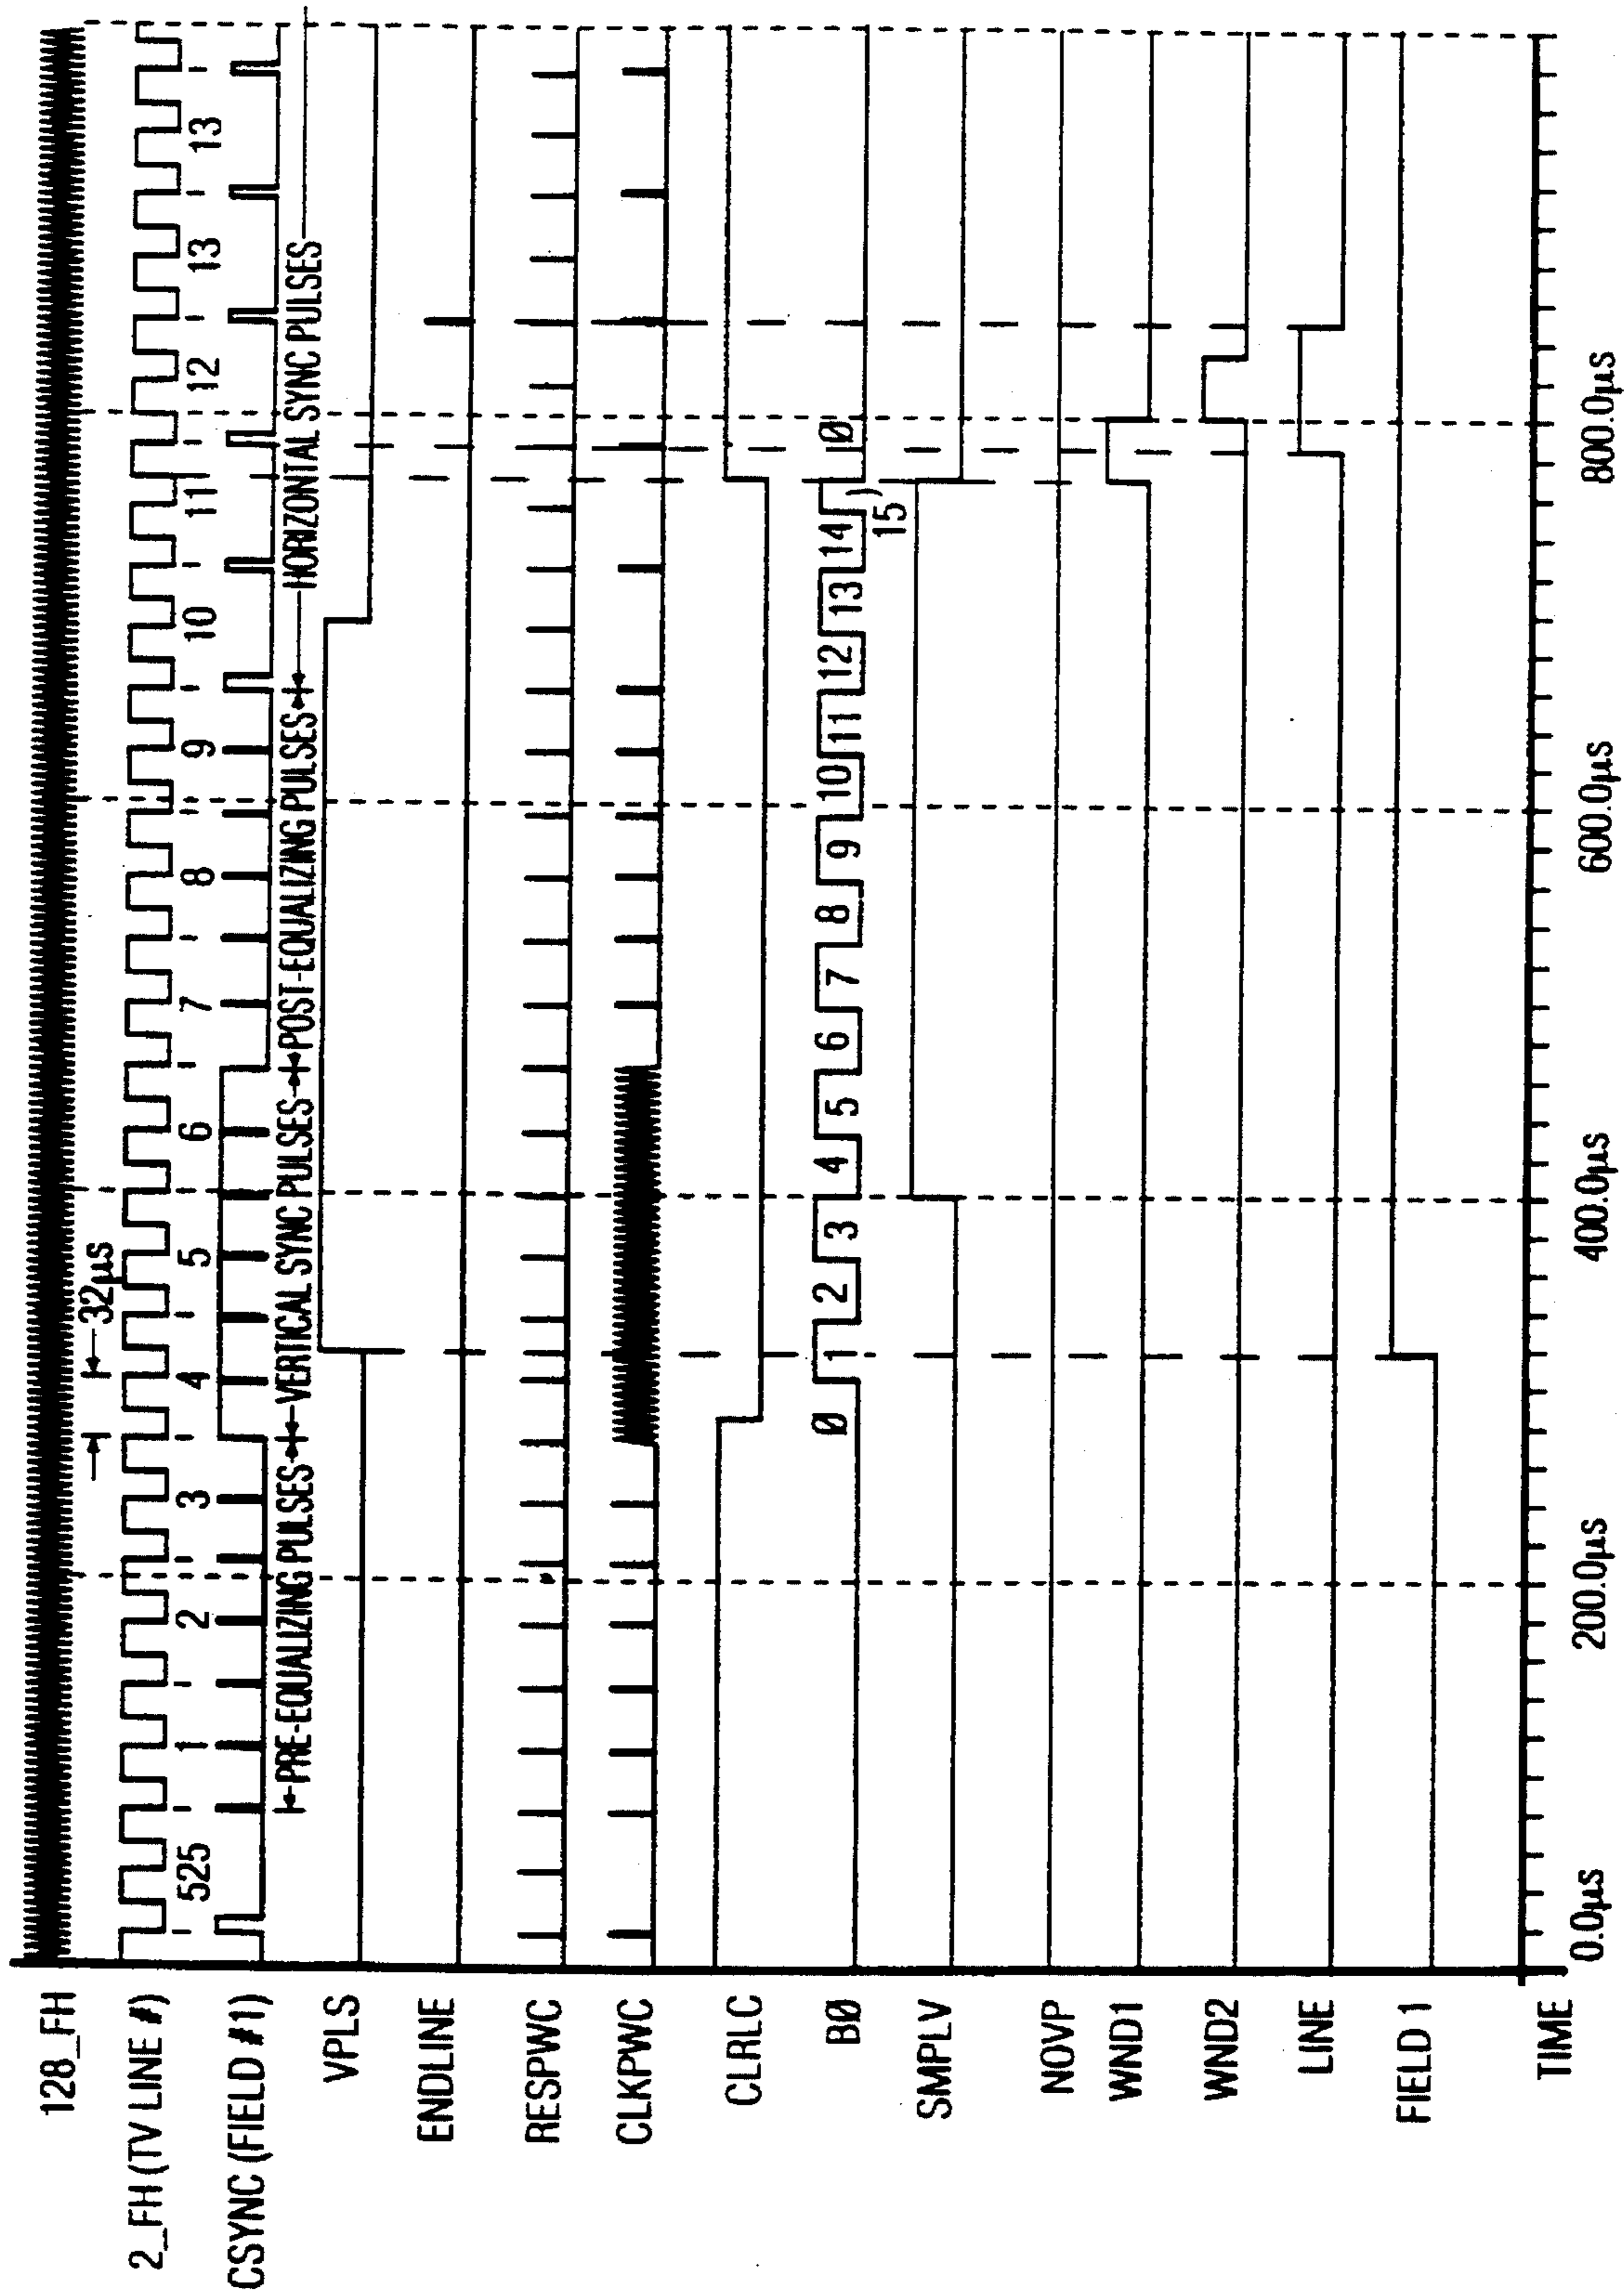 128_FH
32µs
2_FH (TV LINE #)
525 1 2 3 4 5 6 7 8 9 10 11 12 13 13
CSYNC (FIELD #1)
PRE-EQUALIZING PULSES VERTICAL SYNC PULSES POST-EQUALIZING PULSES HORIZONTAL SYNC PULSES
VPLS
ENDLINE
RESPWC
CLKPWC
CLRLC
BØ
Ø 1 2 3 4 5 6 7 8 9 10 11 12 13 14 15 Ø
SMPLV
NOVP
WND1
WND2
LINE
FIELD 1
TIME
0.0µs 200.0µs 400.0µs 600.0µs 800.0µs